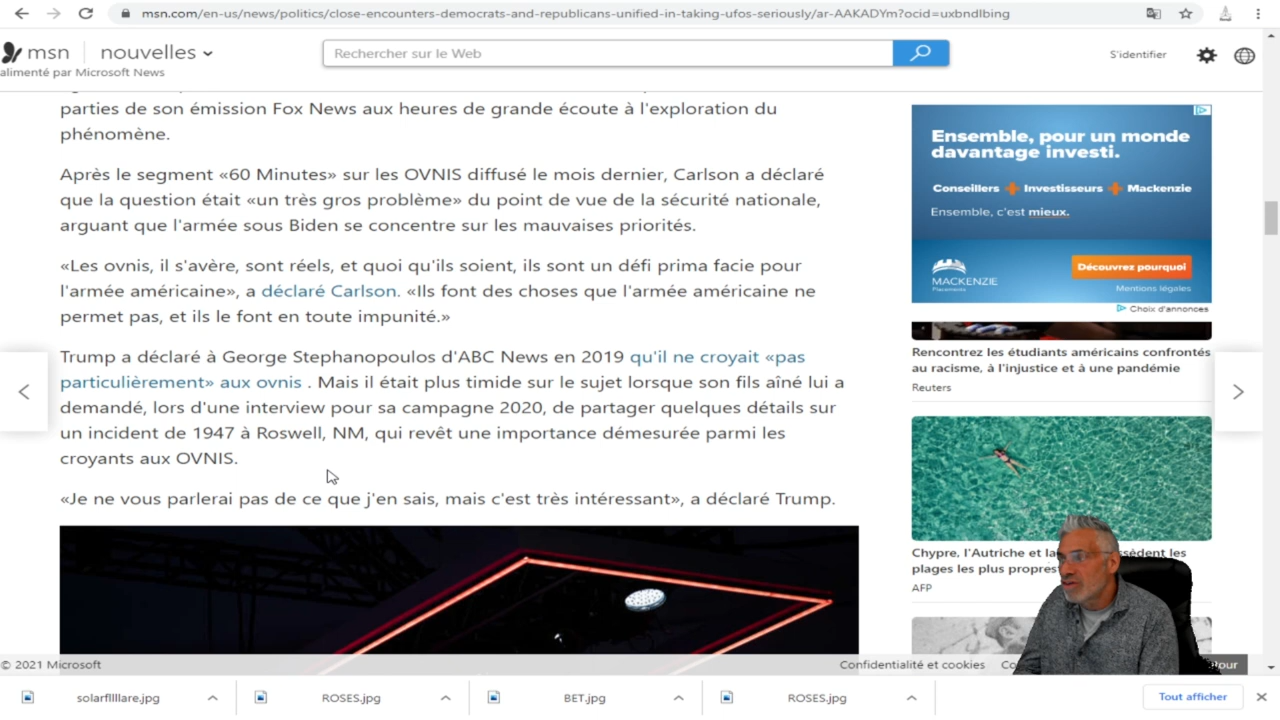 msn.com/en-us/news/politics/close-encounters-democrats-and-republicans-unified-in-taking-ufos-seriously/ar-AAKADYm?ocid=uxbndlbing
msn nouvelles
alimenté par Microsoft News
Rechercher sur le Web
S'identifier
parties de son émission Fox News aux heures de grande écoute à l'exploration du
phénomène.
Après le segment «60 Minutes» sur les OVNIS diffusé le mois dernier, Carlson a déclaré
que la question était «un très gros problème» du point de vue de la sécurité nationale,
arguant que l'armée sous Biden se concentre sur les mauvaises priorités.
«Les ovnis, il s'avère, sont réels, et quoi qu'ils soient, ils sont un défi prima facie pour
l'armée américaine», a déclaré Carlson. «Ils font des choses que l'armée américaine ne
permet pas, et ils le font en toute impunité.»
Trump a déclaré à George Stephanopoulos d'ABC News en 2019 qu'il ne croyait «pas
particulièrement» aux ovnis . Mais il était plus timide sur le sujet lorsque son fils aîné lui a
demandé, lors d'une interview pour sa campagne 2020, de partager quelques détails sur
un incident de 1947 à Roswell, NM, qui revêt une importance démesurée parmi les
croyants aux OVNIS.
«Je ne vous parlerai pas de ce que j'en sais, mais c'est très intéressant», a déclaré Trump.
Ensemble, pour un monde
davantage investi.
Conseillers + Investisseurs + Mackenzie
Ensemble, c'est mieux.
MACKENZIE
Placements
Découvrez pourquoi
Mentions légales
Choix d'annonces
Rencontrez les étudiants américains confrontés
au racisme, à l'injustice et à une pandémie
Reuters
Chypre, l'Autriche et la ssèdent les
plages les plus propres
AFP
© 2021 Microsoft
Confidentialité et cookies
solarfllllare.jpg
ROSES.jpg
BET.jpg
ROSES.jpg
Tout afficher